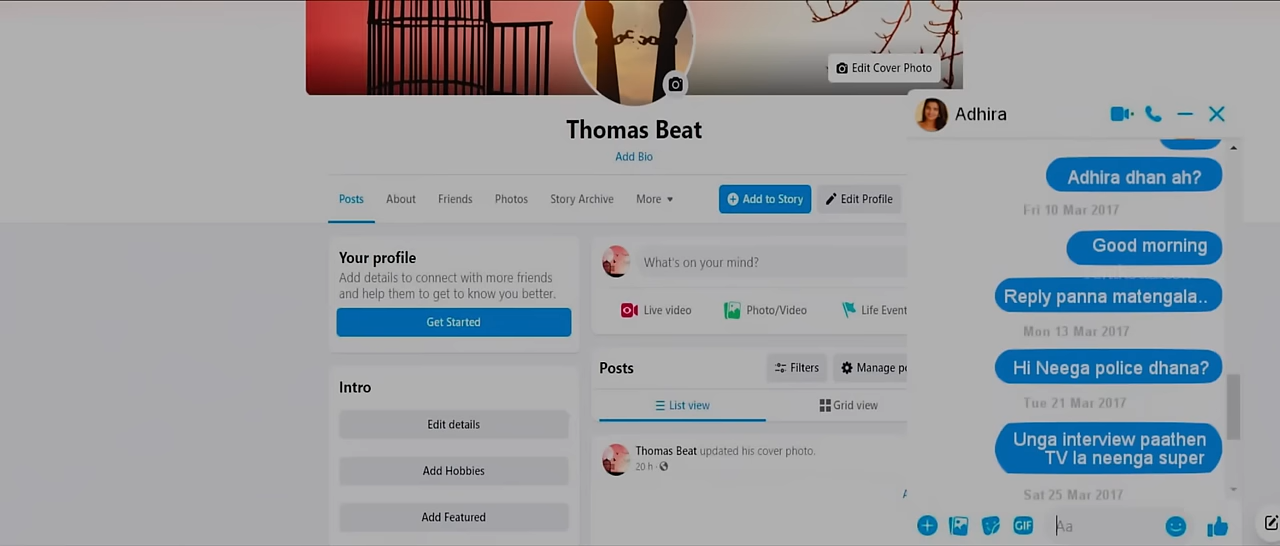 Edit Cover Photo
Thomas Beat
Add Bio
Posts About Friends Photos Story Archive More
Add to Story Edit Profile
Your profile
Add details to connect with more friends
and help them to get to know you better.
Get Started
Intro
Edit details
Add Hobbies
Add Featured
What's on your mind?
Live video Photo/Video Life Event
Posts Filters Manage po
List view Grid view
Thomas Beat updated his cover photo.
20 h
Adhira
Adhira dhan ah?
Fri 10 Mar 2017
Good morning
Reply panna matengala..
Mon 13 Mar 2017
Hi Neega police dhana?
Tue 21 Mar 2017
Unga interview paathen
TV la neenga super
Sat 25 Mar 2017
GIF Aa